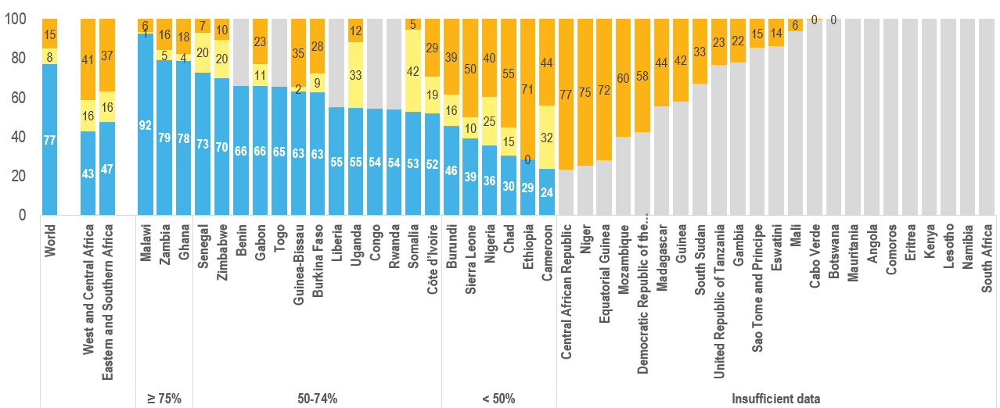 100
80
60
40
20
0
15
8
77
41
16
43
37
16
47
6
1
92
16
5
79
18
4
78
7
20
73
10
20
70
66
23
11
66
65
35
2
63
28
9
63
55
12
33
55
54
54
5
42
53
29
19
52
39
16
46
50
10
39
40
25
36
55
15
30
71
0
29
44
32
24
77
75
72
60
58
44
42
33
23
22
15
14
6
0
0
World
West and Central Africa
Eastern and Southern Africa
Malawi
Zambia
Ghana
Senegal
Zimbabwe
Benin
Gabon
Togo
Guinea-Bissau
Burkina Faso
Liberia
Uganda
Congo
Rwanda
Somalia
Côte d'Ivoire
Burundi
Sierra Leone
Nigeria
Chad
Ethiopia
Cameroon
Central African Republic
Niger
Equatorial Guinea
Mozambique
Democratic Republic of the…
Madagascar
Guinea
South Sudan
United Republic of Tanzania
Gambia
Sao Tome and Principe
Eswatini
Mali
Cabo Verde
Botswana
Mauritania
Angola
Comoros
Eritrea
Kenya
Lesotho
Namibia
South Africa
≥ 75%
50-74%
< 50%
Insufficient data